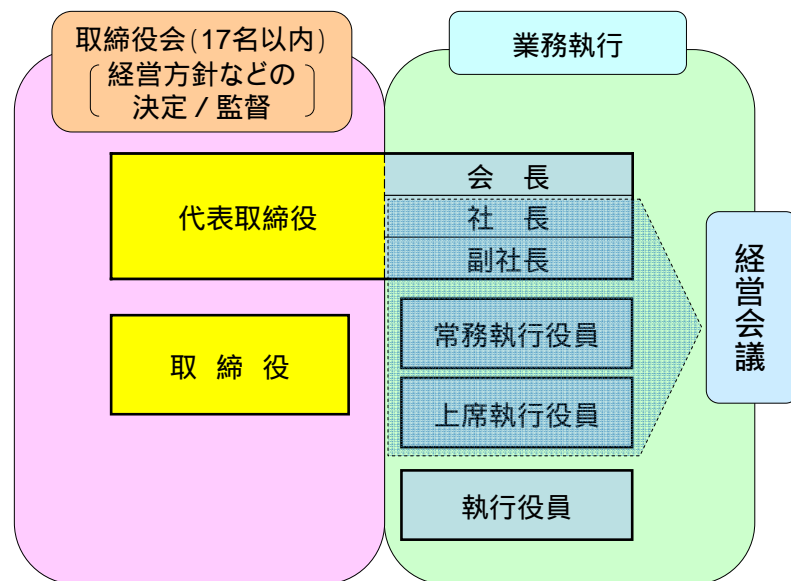 取締役会(17名以内)
経営方針などの
決定／監督
業務執行
代表取締役
会　長
社　長
副社長
取　締　役
常務執行役員
上席執行役員
執行役員
経営会議